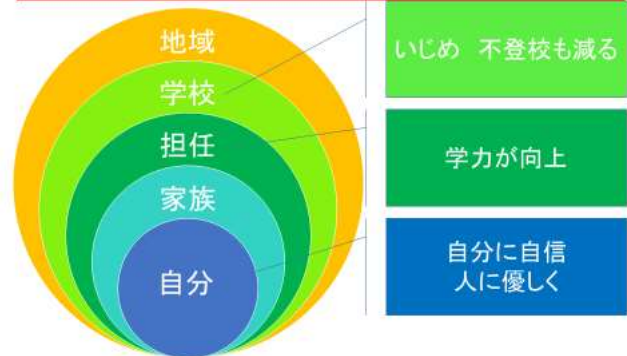 地域
学校
担任
家族
自分
いじめ　不登校も減る
学力が向上
自分に自信
人に優しく